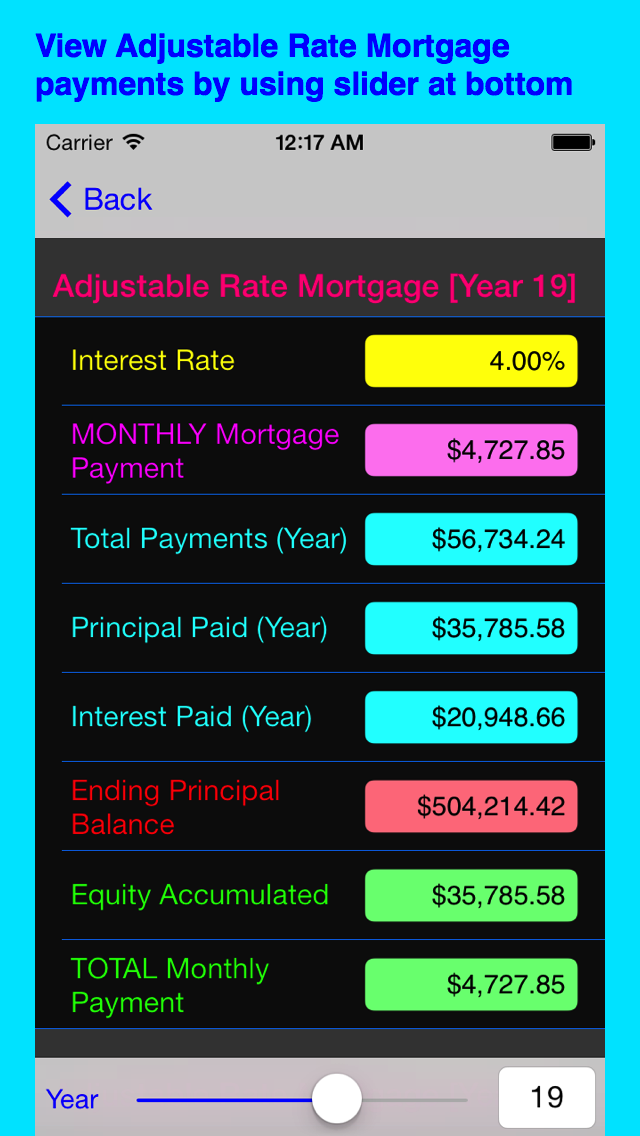 View Adjustable Rate Mortgage
payments by using slider at bottom
Carrier 12:17 AM
Back
Adjustable Rate Mortgage [Year 19]
Interest Rate 4.00%
MONTHLY Mortgage
Payment $4,727.85
Total Payments (Year) $56,734.24
Principal Paid (Year) $35,785.58
Interest Paid (Year) $20,948.66
Ending Principal
Balance $504,214.42
Equity Accumulated $35,785.58
TOTAL Monthly
Payment $4,727.85
Year 19